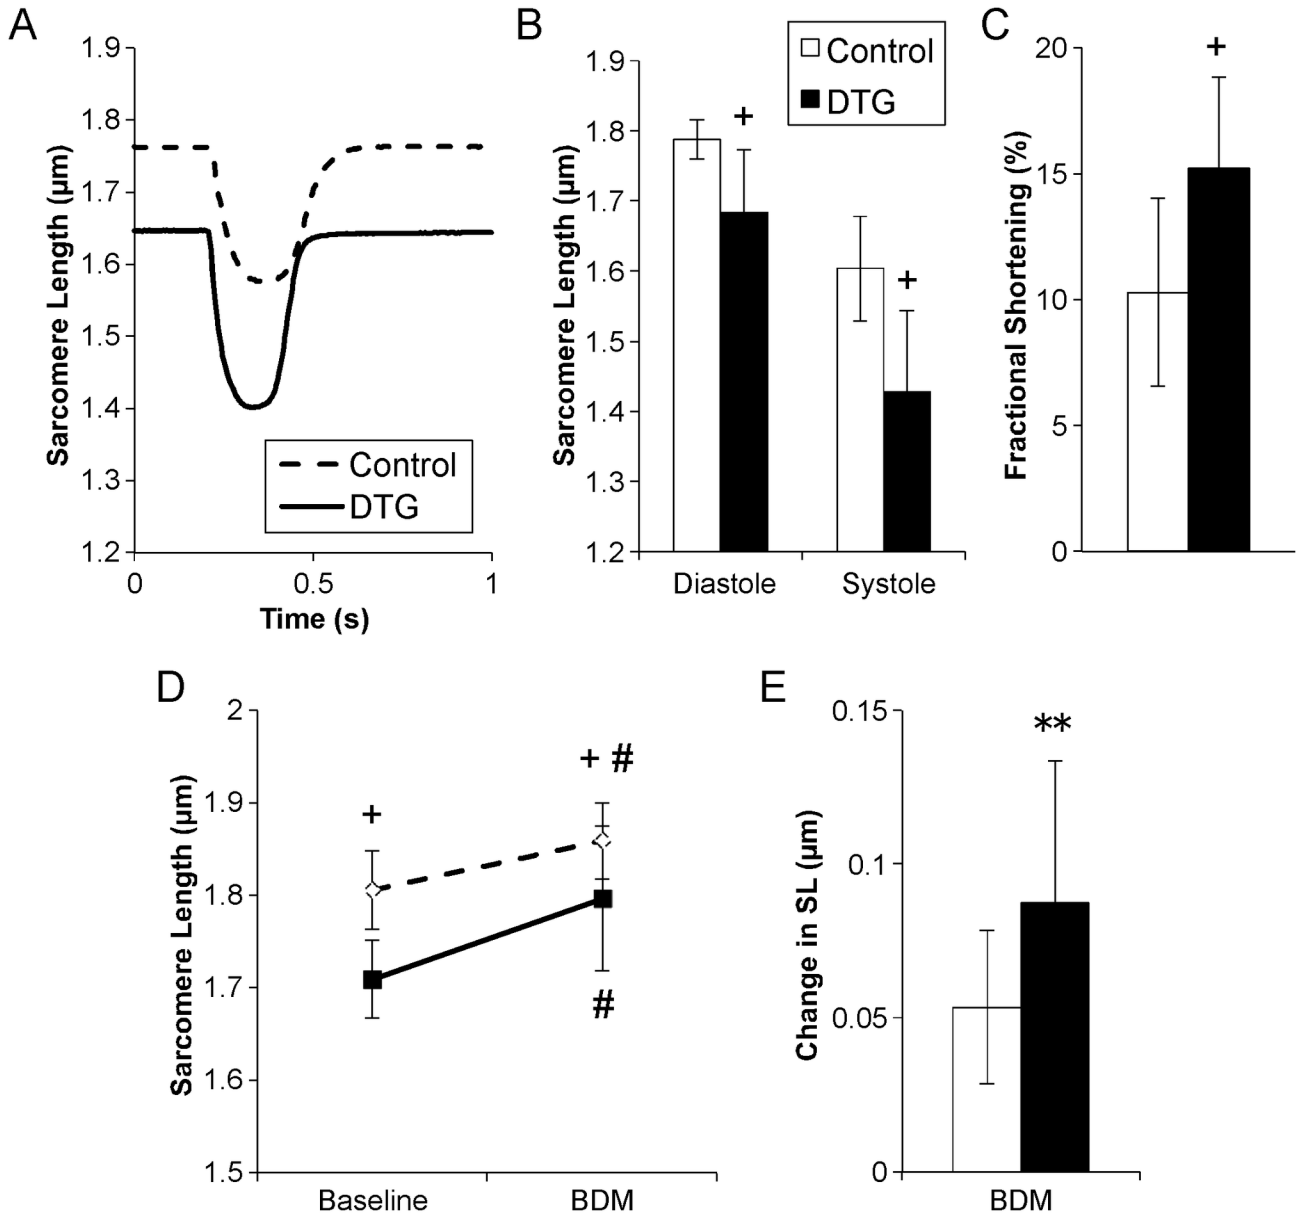 A
1.9
1.8
1.7
1.6
1.5
1.4
1.3
1.2
Sarcomere Length (µm)
0 0.5 1
Time (s)
Control
DTG
B
1.9
1.8
1.7
1.6
1.5
1.4
1.3
1.2
Sarcomere Length (µm)
Diastole Systole
+
+
Control
DTG
C
20
15
10
5
0
Fractional Shortening (%)
+
D
2
1.9
1.8
1.7
1.6
1.5
Sarcomere Length (µm)
Baseline BDM
+
+ #
#
E
0.15
0.1
0.05
0
Change in SL (µm)
**
BDM